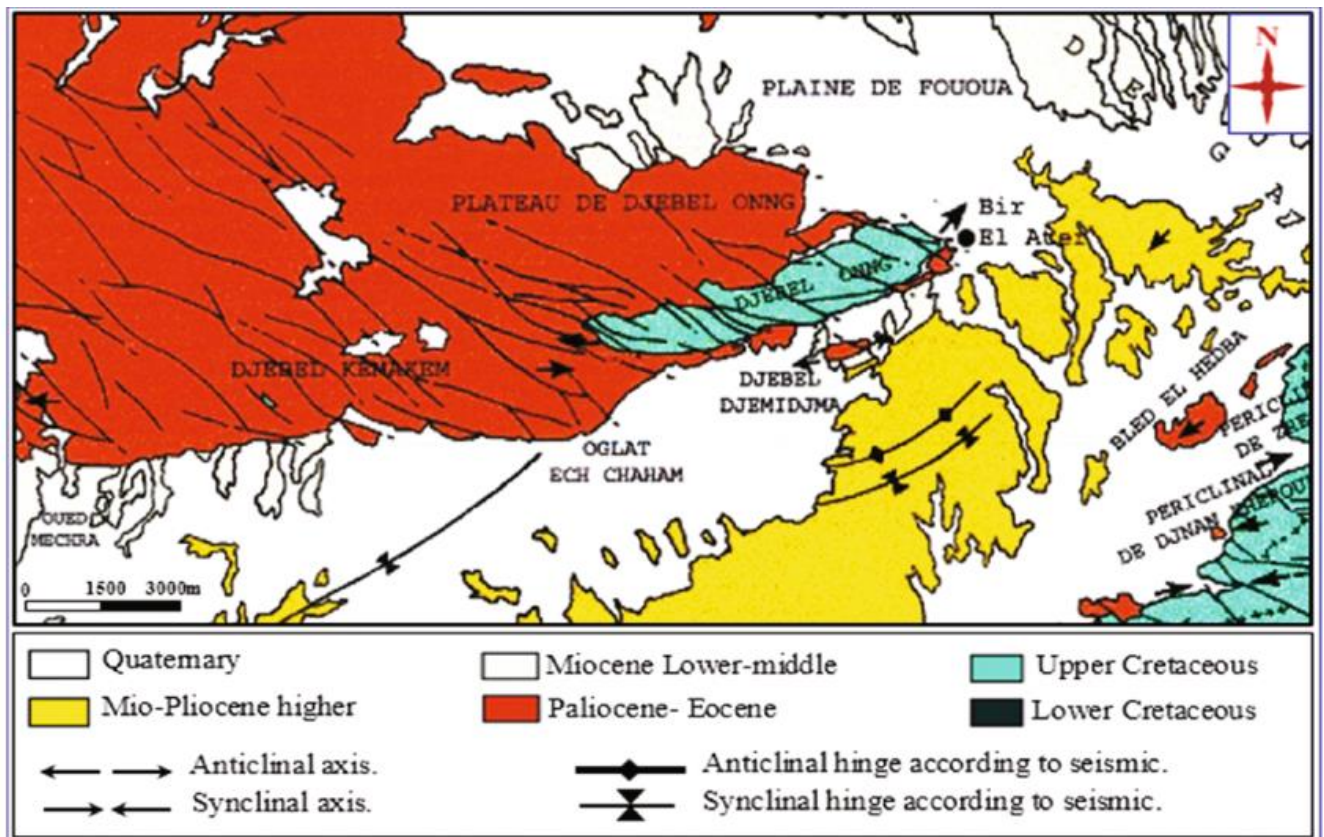 N
D
E
G
A
PLAINE DE FOUOUA
PLATEAU DE DJEBEL ONNG
Bir
El Ater
DJEBEL ONNG
DJEBEL KEMAKEM
DJEBEL
DJEMIDJMA
BLED EL HEDBA
OGLAT
ECH CHAHAM
PERICLIN
DE ZRE
PERICLINAL
DE DJNAN
OUED
MECHRA
0 1500 3000m
Quaternary
Miocene Lower-middle
Upper Cretaceous
Mio-Pliocene higher
Paliocene- Eocene
Lower Cretaceous
Anticlinal axis.
Anticlinal hinge according to seismic.
Synclinal axis.
Synclinal hinge according to seismic.